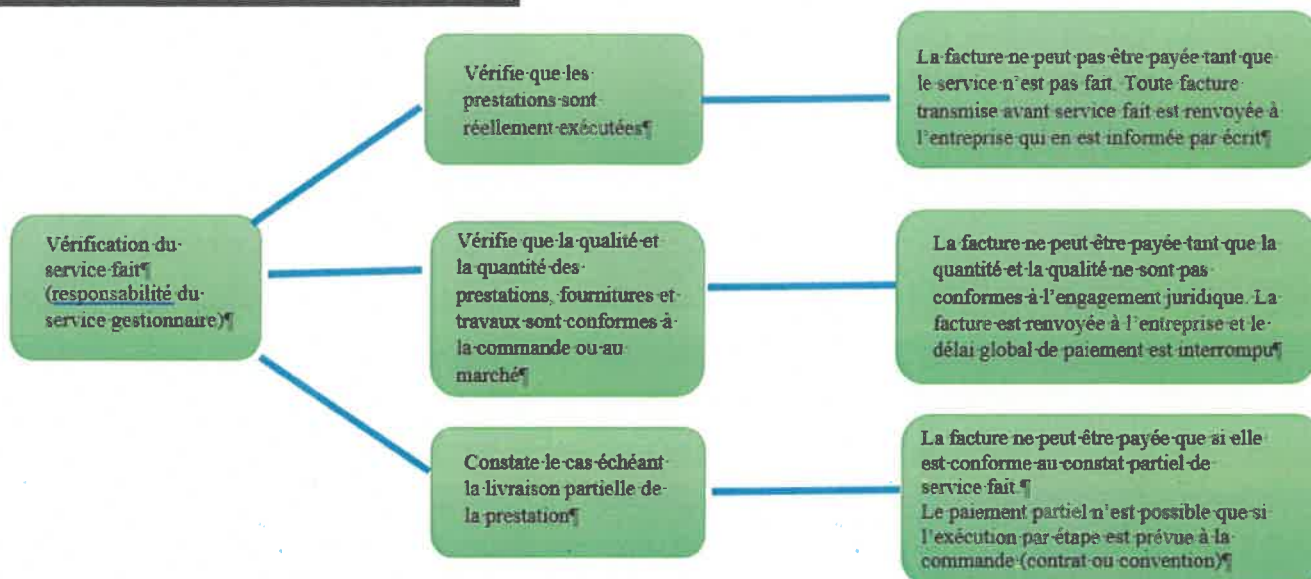 Vérification du
service fait¶
(responsabilité du
service gestionnaire)¶
Vérifie que les
prestations sont
réellement exécutées¶
La facture ne peut pas être payée tant que
le service n'est pas fait. Toute facture
transmise avant service fait est renvoyée à
l'entreprise qui en est informée par écrit¶
Vérifie que la qualité et
la quantité des
prestations, fournitures et
travaux sont conformes à
la commande ou au
marché¶
La facture ne peut être payée tant que la
quantité et la qualité ne sont pas
conformes à l'engagement juridique. La
facture est renvoyée à l'entreprise et le
délai global de paiement est interrompu¶
Constate le cas échéant
la livraison partielle de
la prestation¶
La facture ne peut être payée que si elle
est conforme au constat partiel de
service fait.¶
Le paiement partiel n'est possible que si
l'exécution par étape est prévue à la
commande (contrat ou convention)¶